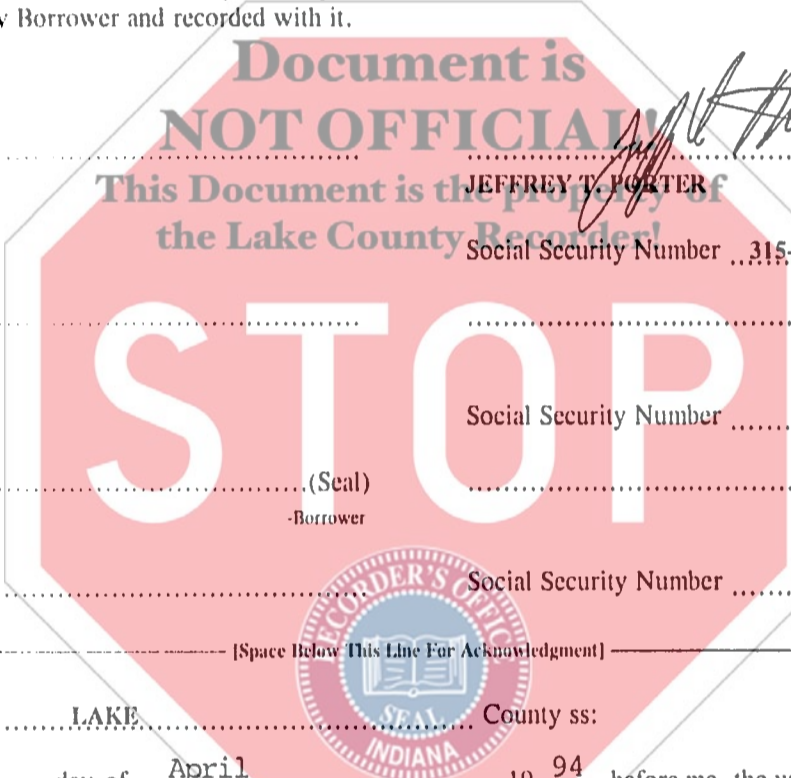 Borrower and recorded with it.
Document is
NOT OFFICIAL!
This Document is the property of
JEFFREY T. PORTER
the Lake County Recorder!
Social Security Number 315-
STOP
Social Security Number
(Seal)
-Borrower
Social Security Number
RECORDER'S OFFICE
[Space Below This Line For Acknowledgment]
SEAL
INDIANA
LAKE County ss:
day of April 19 94 before me, the